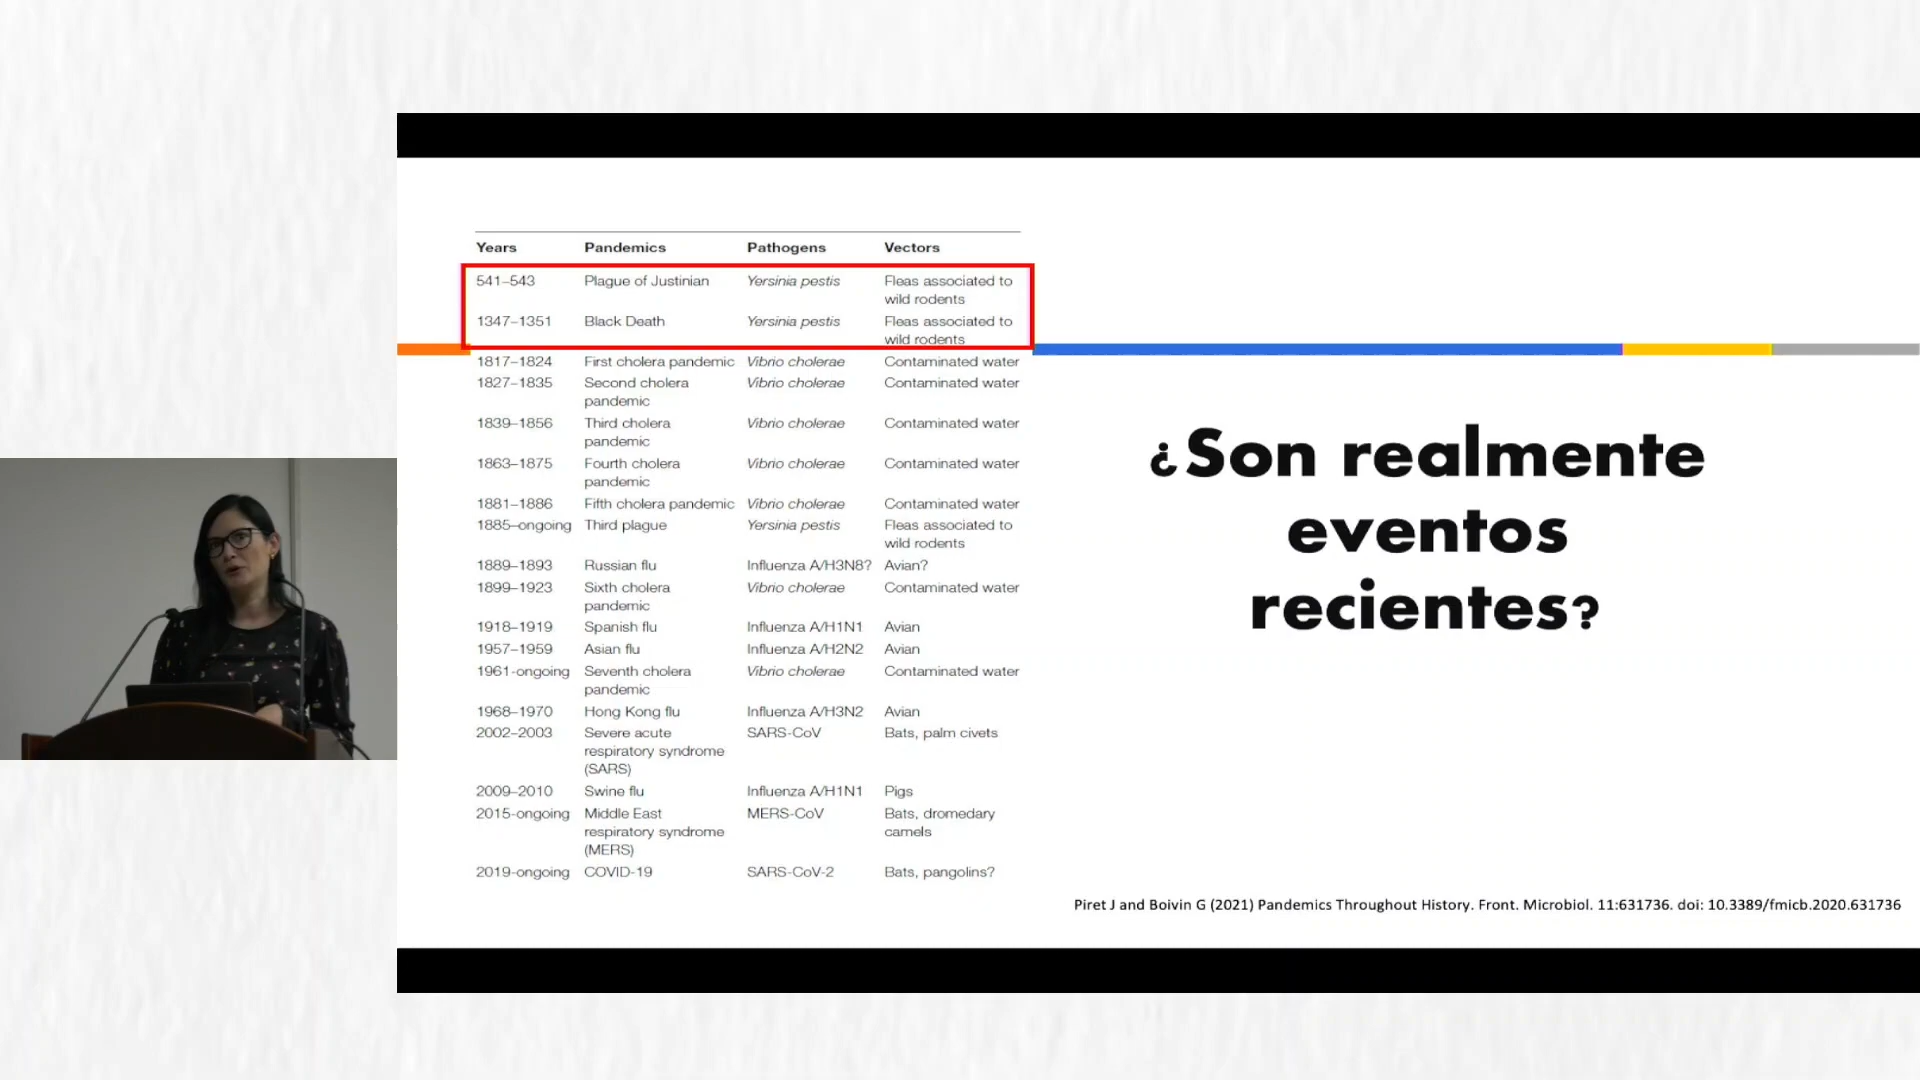 Years Pandemics Pathogens Vectors
541–543 Plague of Justinian Yersinia pestis Fleas associated to
wild rodents
1347–1351 Black Death Yersinia pestis Fleas associated to
wild rodents
1817–1824 First cholera pandemic Vibrio cholerae Contaminated water
1827–1835 Second cholera Vibrio cholerae Contaminated water
pandemic
1839–1856 Third cholera Vibrio cholerae Contaminated water
pandemic
1863–1875 Fourth cholera Vibrio cholerae Contaminated water
pandemic
1881–1886 Fifth cholera pandemic Vibrio cholerae Contaminated water
1885–ongoing Third plague Yersinia pestis Fleas associated to
wild rodents
1889–1893 Russian flu Influenza A/H3N8? Avian?
1899–1923 Sixth cholera Vibrio cholerae Contaminated water
pandemic
1918–1919 Spanish flu Influenza A/H1N1 Avian
1957–1959 Asian flu Influenza A/H2N2 Avian
1961-ongoing Seventh cholera Vibrio cholerae Contaminated water
pandemic
1968–1970 Hong Kong flu Influenza A/H3N2 Avian
2002–2003 Severe acute SARS-CoV Bats, palm civets
respiratory syndrome
(SARS)
2009–2010 Swine flu Influenza A/H1N1 Pigs
2015-ongoing Middle East MERS-CoV Bats, dromedary
respiratory syndrome camels
(MERS)
2019-ongoing COVID-19 SARS-CoV-2 Bats, pangolins?
¿Son realmente
eventos
recientes?
Piret J and Boivin G (2021) Pandemics Throughout History. Front. Microbiol. 11:631736. doi: 10.3389/fmicb.2020.631736